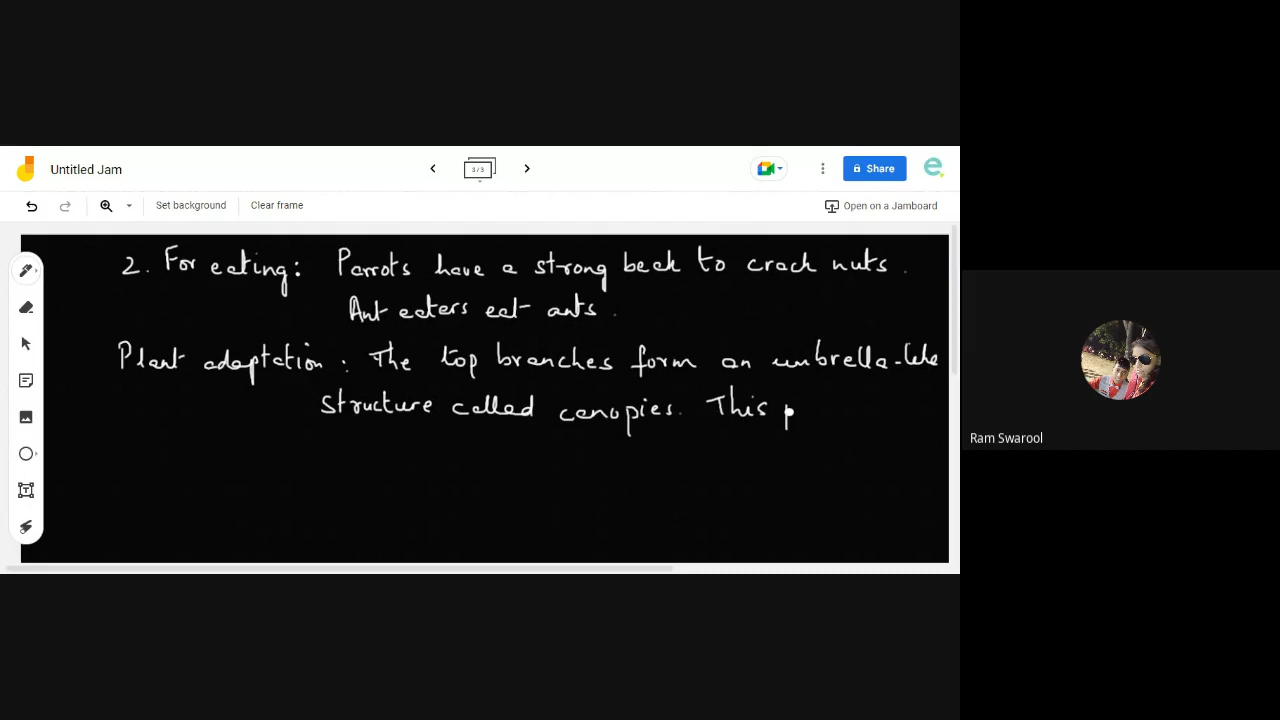 Untitled Jam
3/3
Share
Set background
Clear frame
Open on a Jamboard
2. For eating: Parrots have a strong beak to crack nuts.
Ant eaters eat ants.
Plant adaptation: The top branches form an umbrella-like
structure called canopies. This p
Ram Swarool